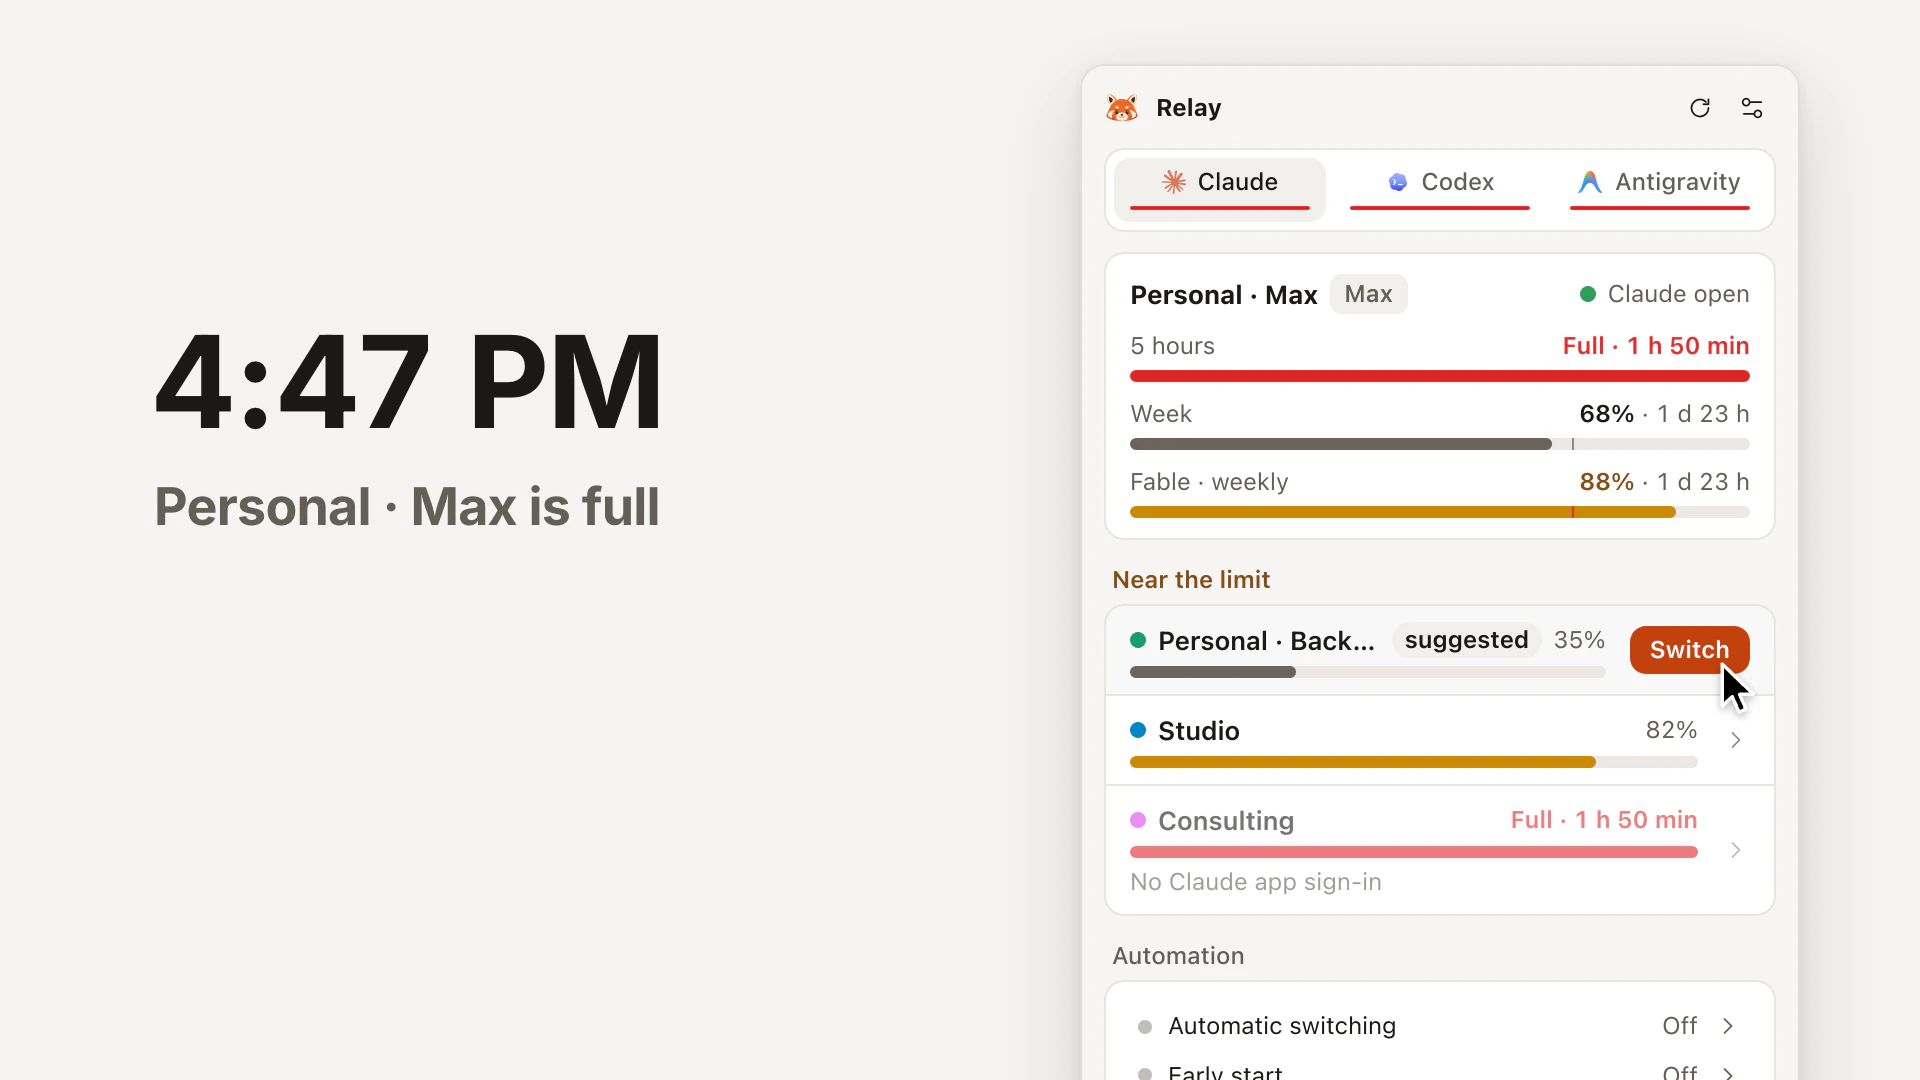 4:47 PM
Personal · Max is full
Relay
Claude
Codex
Antigravity
Personal · Max
Max
Claude open
5 hours
Full · 1 h 50 min
Week
68% · 1 d 23 h
Fable · weekly
88% · 1 d 23 h
Near the limit
Personal · Back...
suggested
35%
Switch
Studio
82%
Consulting
Full · 1 h 50 min
No Claude app sign-in
Automation
Automatic switching
Off
Early start
Off